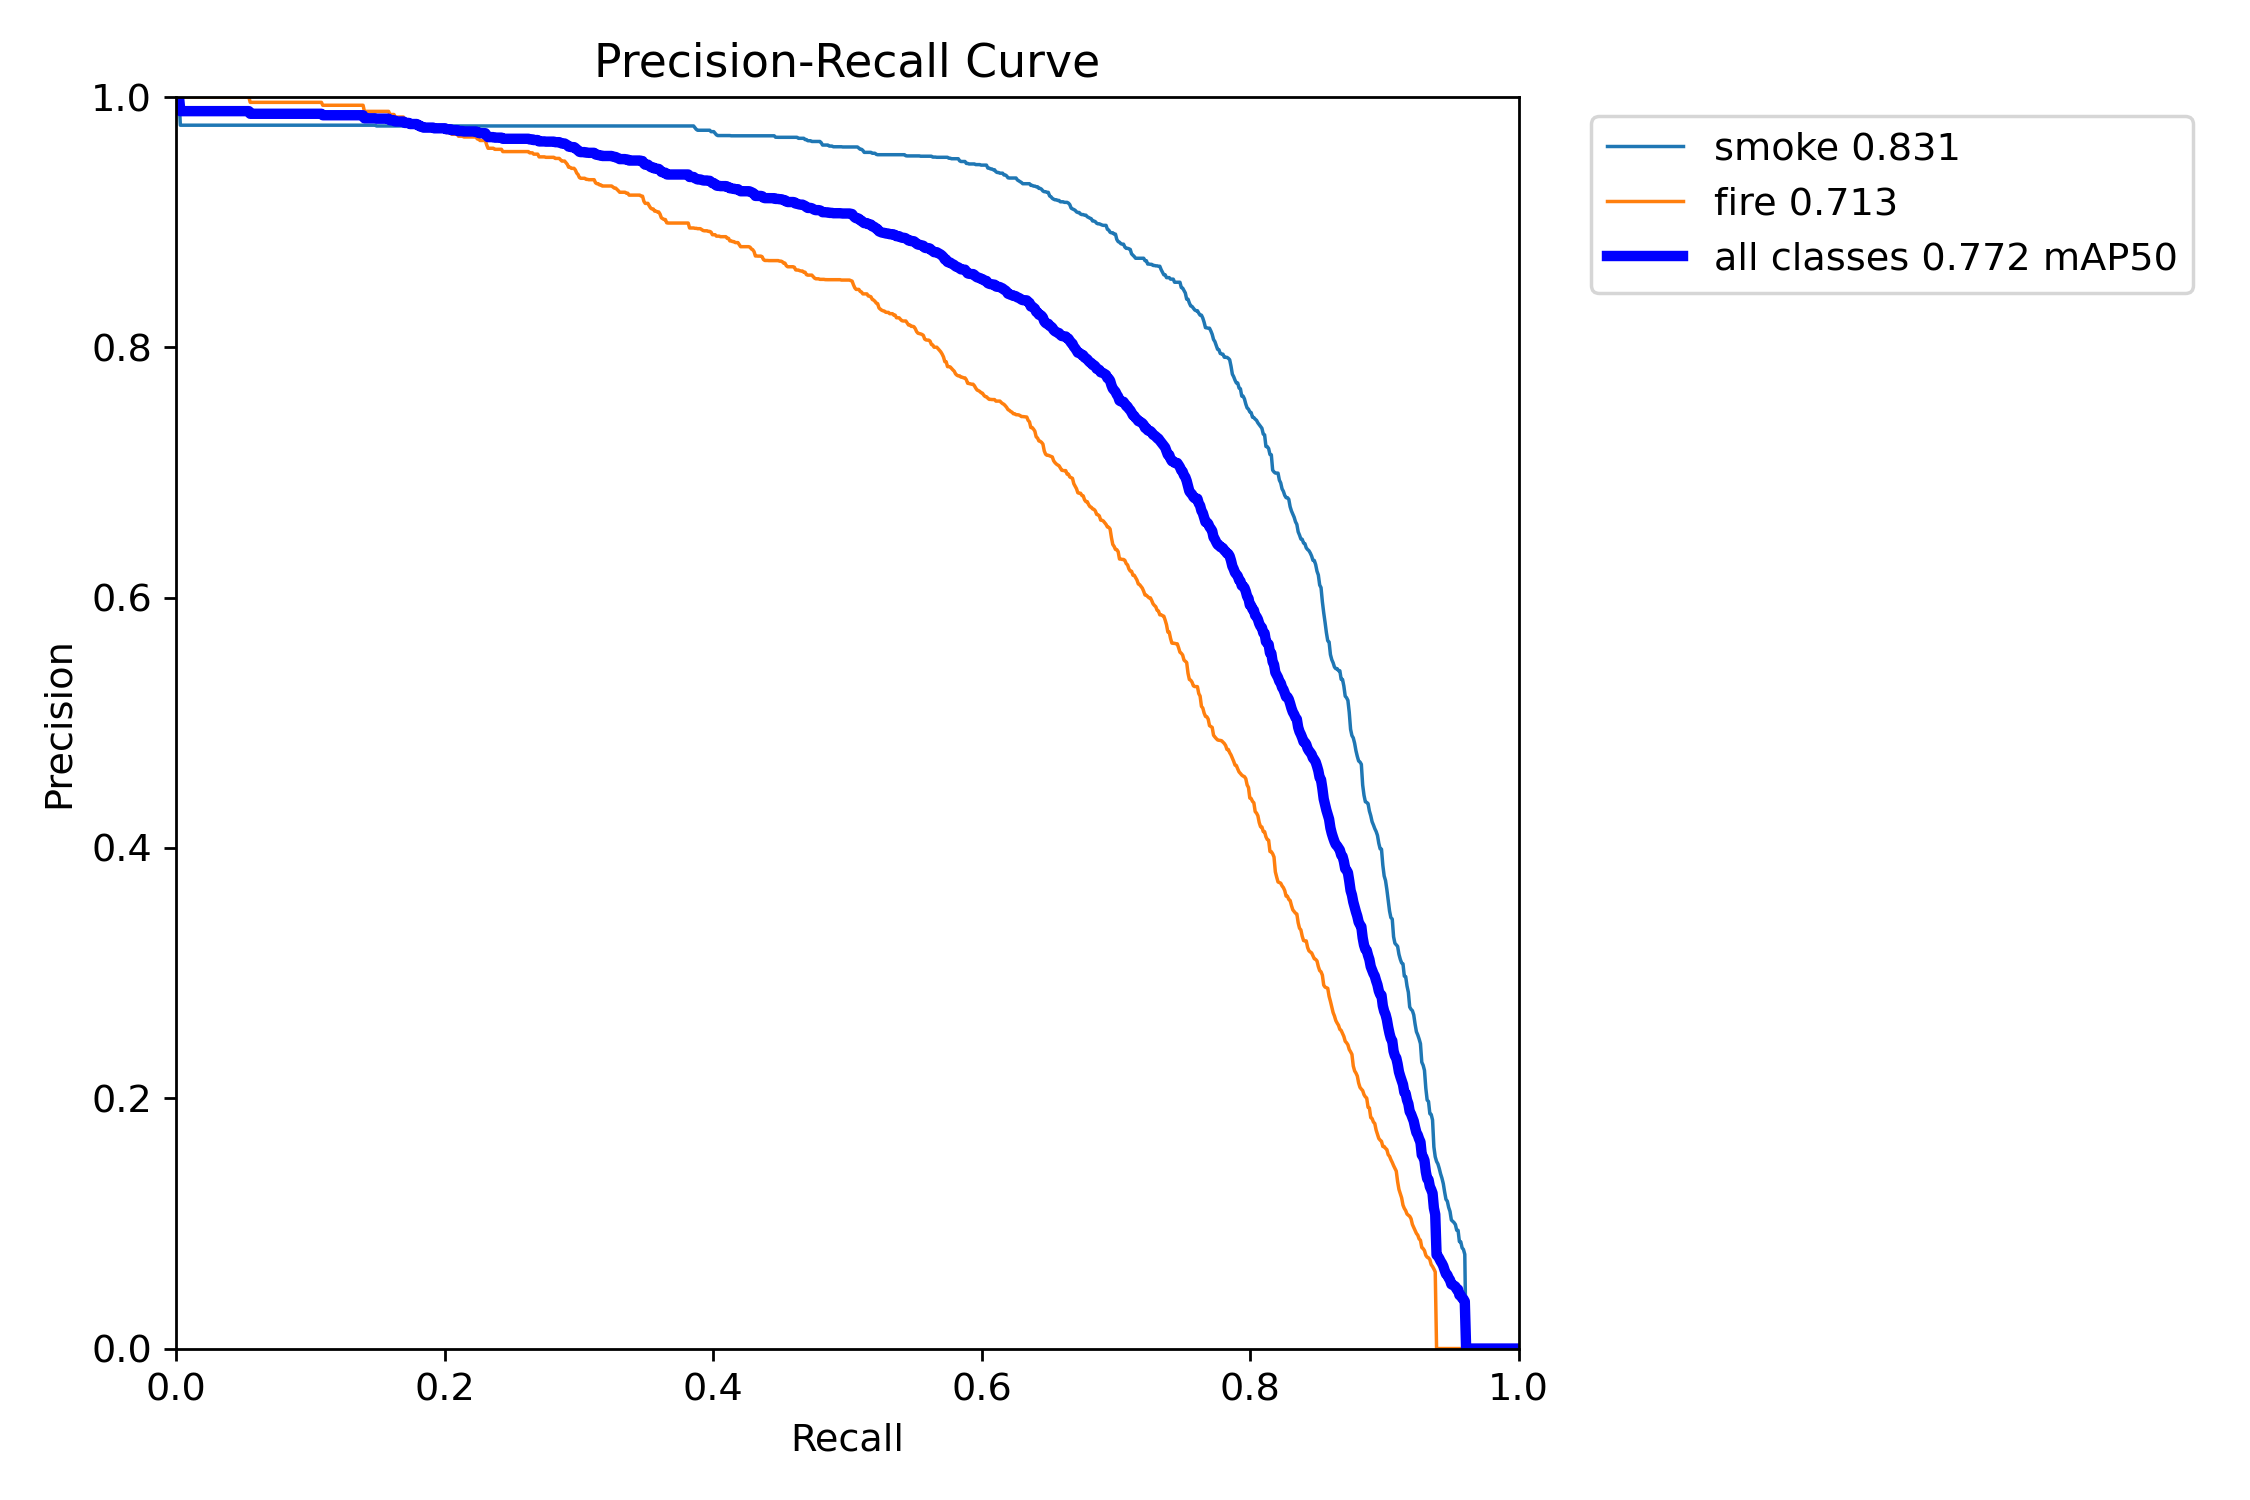 Precision-Recall Curve
1.0
0.8
0.6
0.4
0.2
0.0
Precision
0.0 0.2 0.4 0.6 0.8 1.0
Recall
smoke 0.831
fire 0.713
all classes 0.772 mAP50